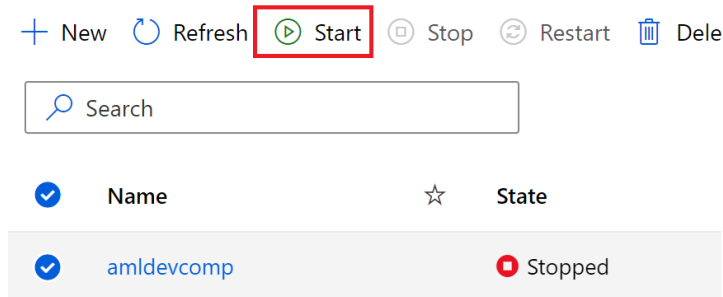 New Refresh Start Stop Restart Dele
Search
Name State
amldevcomp Stopped